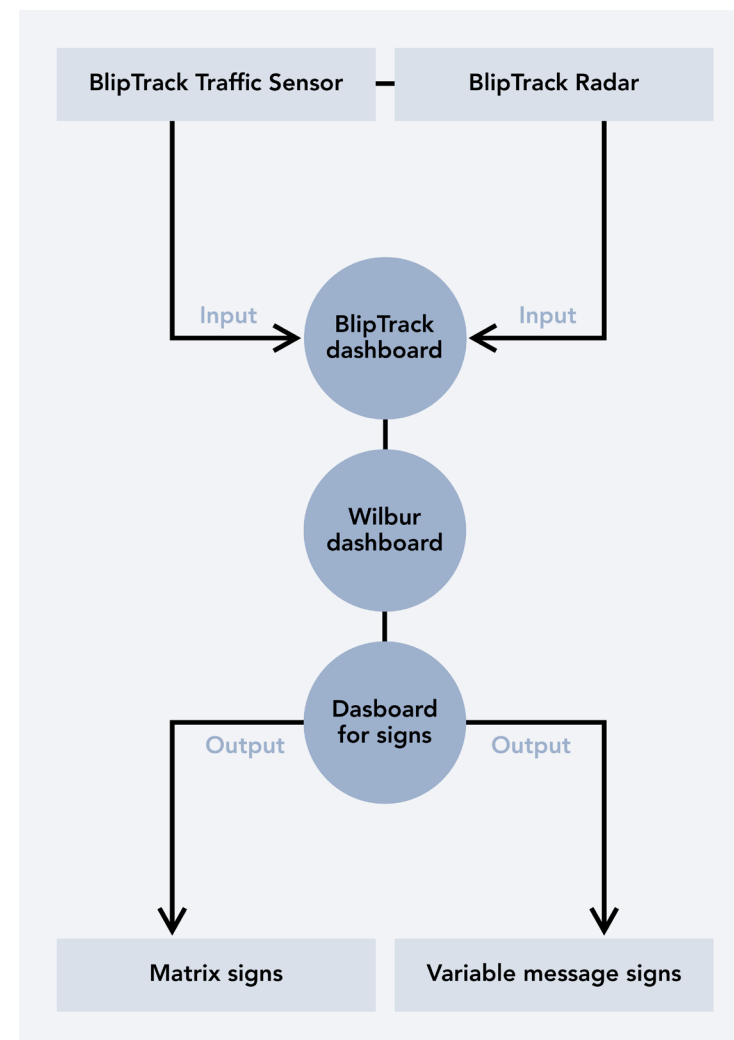 BlipTrack Traffic Sensor
BlipTrack Radar
Input
Input
BlipTrack
dashboard
Wilbur
dashboard
Dasboard
for signs
Output
Output
Matrix signs
Variable message signs